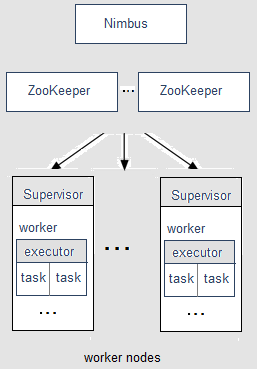 Nimbus
ZooKeeper ... ZooKeeper
Supervisor ... Supervisor
worker worker
executor executor
task task task task
... ...
worker nodes